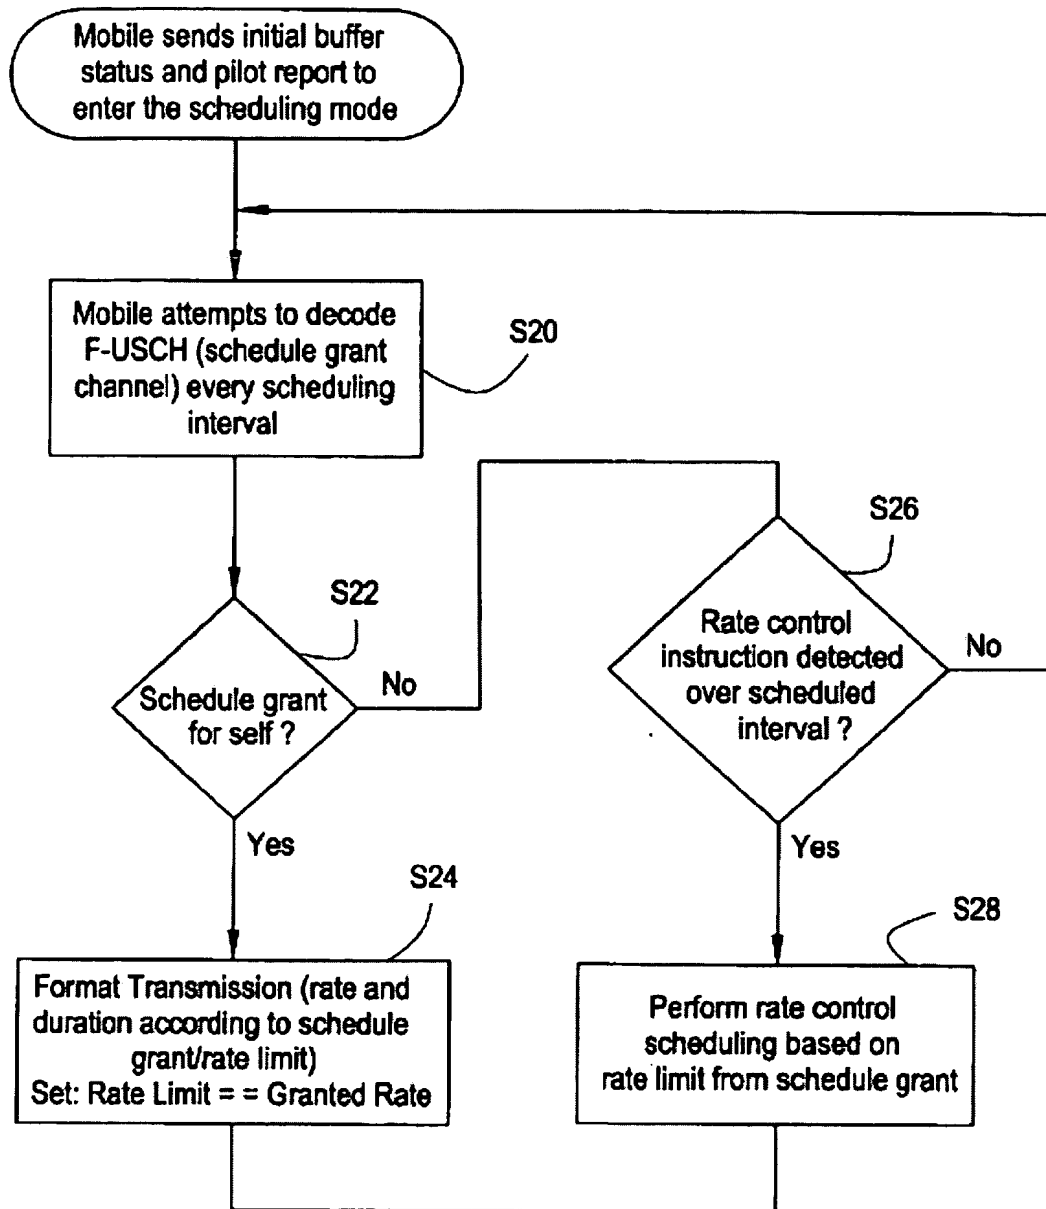 Mobile sends initial buffer
status and pilot report to
enter the scheduling mode
Mobile attempts to decode
F-USCH (schedule grant
channel) every scheduling
interval
S20
S22
Schedule grant
for self ?
No
Yes
S24
Format Transmission (rate and
duration according to schedule
grant/rate limit)
Set: Rate Limit = = Granted Rate
S26
Rate control
instruction detected
over scheduled
interval ?
No
Yes
S28
Perform rate control
scheduling based on
rate limit from schedule grant